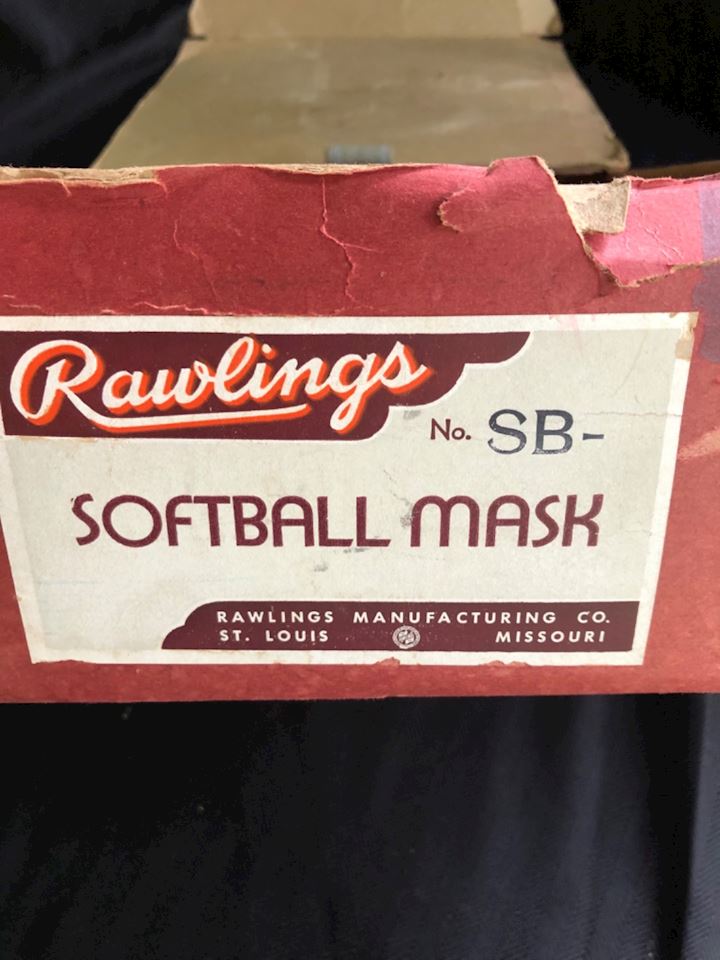 Rawlings
No. SB-
SOFTBALL MASK
RAWLINGS MANUFACTURING CO.
ST. LOUIS MISSOURI